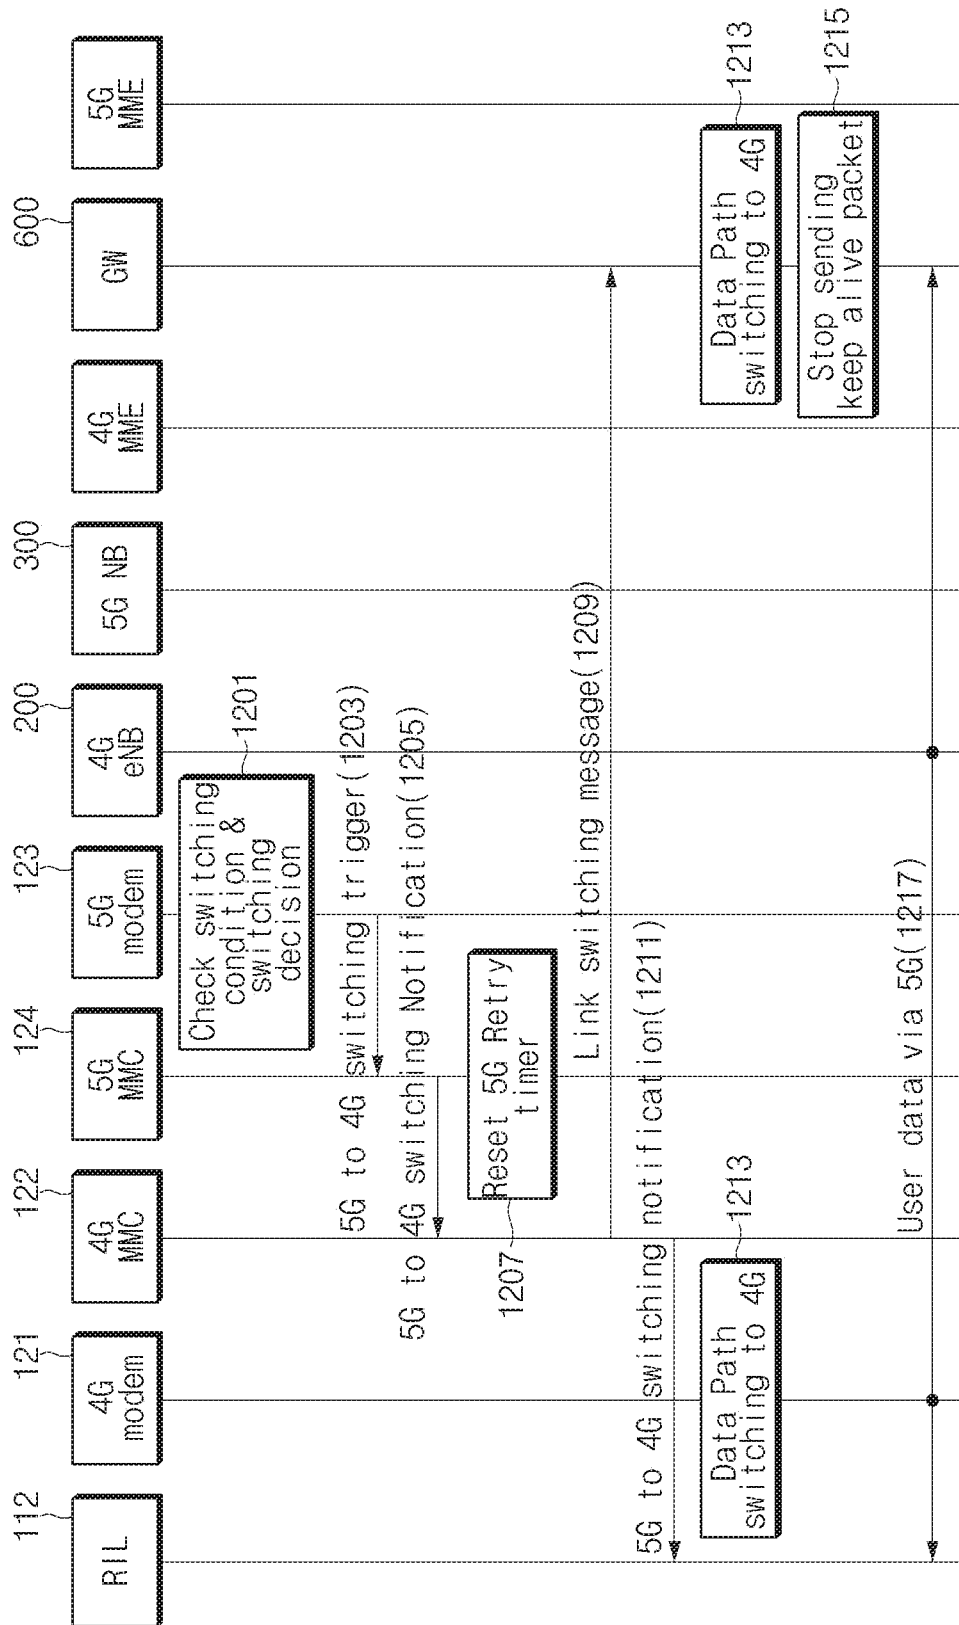 112
RIL
121
4G
modem
122
4G
MMC
124
5G
MMC
123
5G
modem
200
4G
eNB
300
5G NB
4G
MME
600
GW
5G
MME
Check switching
condition &
switching
decision
1201
5G to 4G switching trigger(1203)
5G to 4G switching Notification(1205)
Reset 5G Retry
timer
1207
Link switching message(1209)
5G to 4G switching notification(1211)
Data Path
switching to 4G
1213
Data Path
switching to 4G
1213
Stop sending
keep alive packet
1215
User data via 5G(1217)